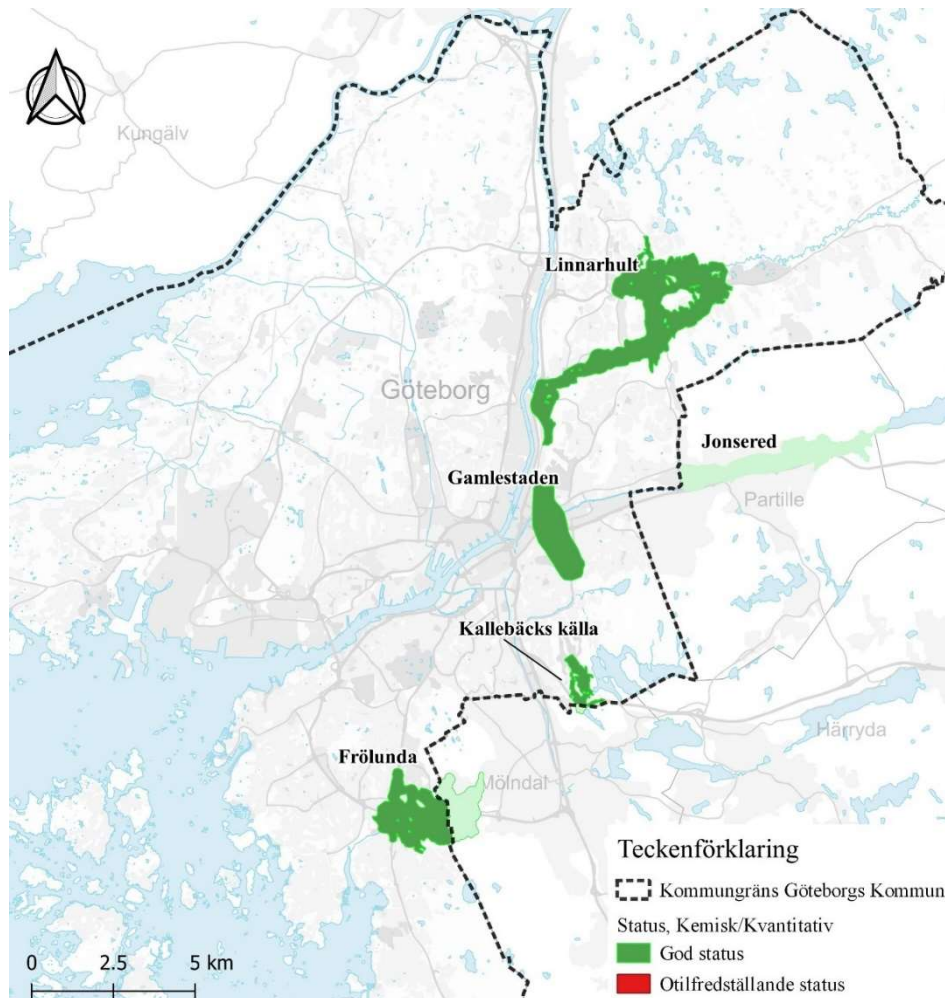 Kungälv
Linnarhult
Göteborg
Jonsered
Gamlestaden
Partille
Kallebäcks källa
Härryda
Frölunda
Mölndal
Teckenförklaring
Kommungräns Göteborgs Kommun
Status, Kemisk/Kvantitativ
God status
Otilfredställande status
0 2.5 5 km